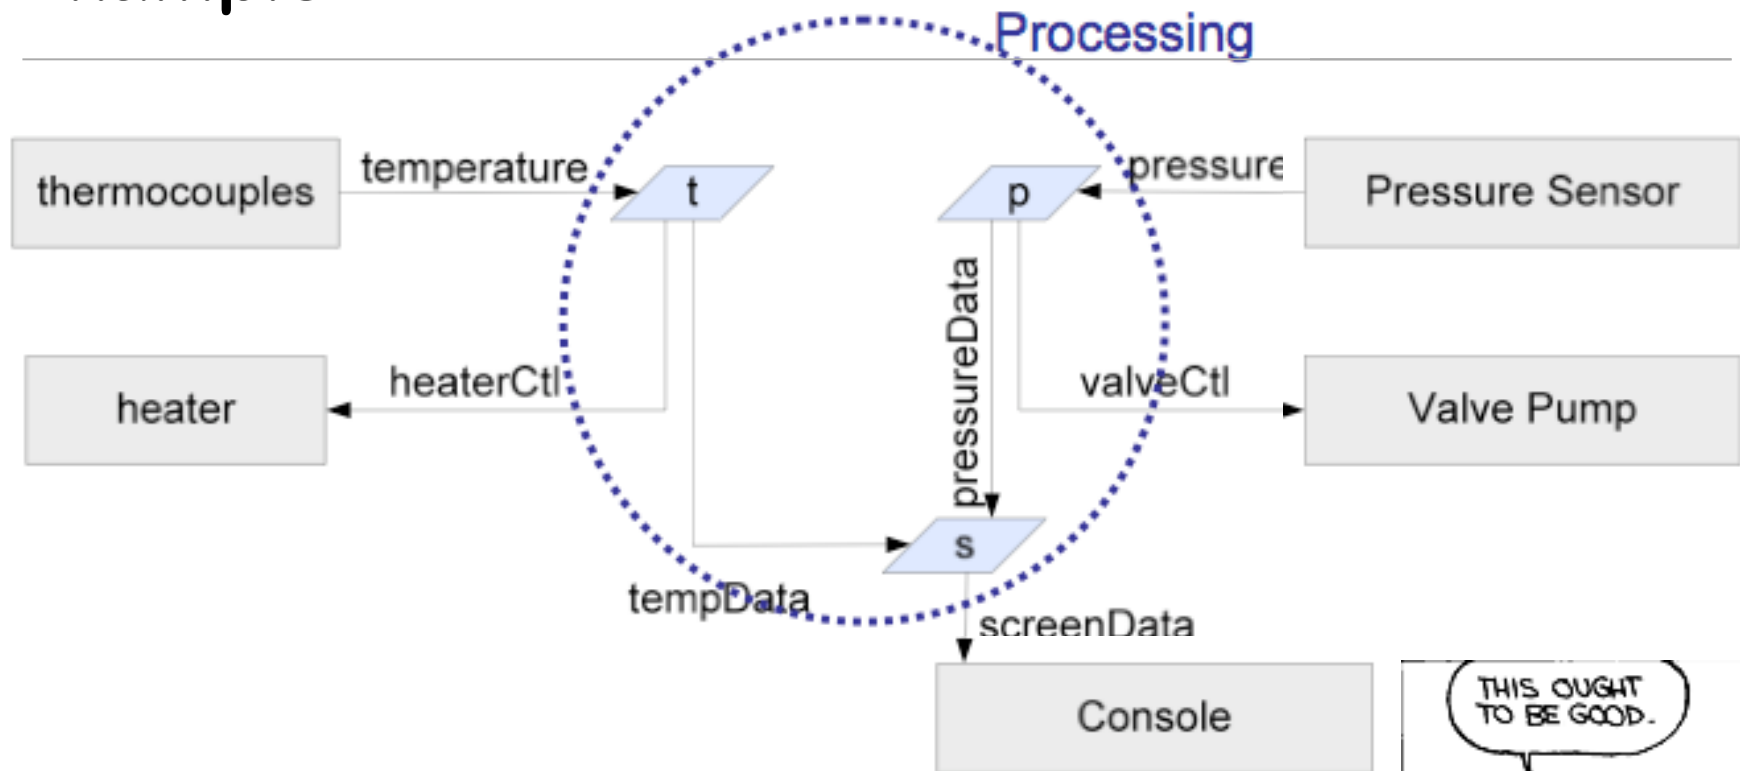 Processing
thermocouples
temperature
t
p
pressure
Pressure Sensor
heater
heaterCtl
pressureData
valveCtl
Valve Pump
s
tempData
screenData
Console
THIS OUGHT
TO BE GOOD.